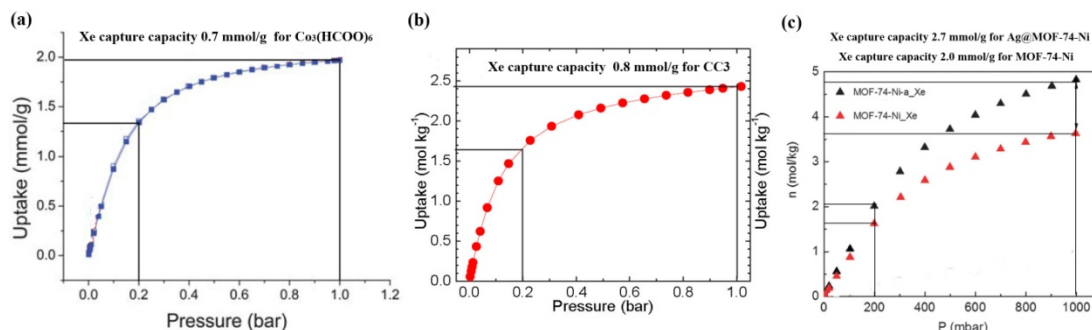 (a)
Xe capture capacity 0.7 mmol/g for Co₃(HCOO)₆
Uptake (mmol/g)
2.0
1.5
1.0
0.5
0.0
0.0 0.2 0.4 0.6 0.8 1.0 1.2
Pressure (bar)
(b)
Xe capture capacity 0.8 mmol/g for CC3
Uptake (mol kg⁻¹)
2.5
2.0
1.5
1.0
0.5
0.0
0.0 0.2 0.4 0.6 0.8 1.0
Pressure (bar)
Uptake (mol kg⁻¹)
(c)
Xe capture capacity 2.7 mmol/g for Ag@MOF-74-Ni
Xe capture capacity 2.0 mmol/g for MOF-74-Ni
MOF-74-Ni-a_Xe
MOF-74-Ni_Xe
n (mol/kg)
5
4
3
2
1
0
0 200 400 600 800 1000
P (mbar)